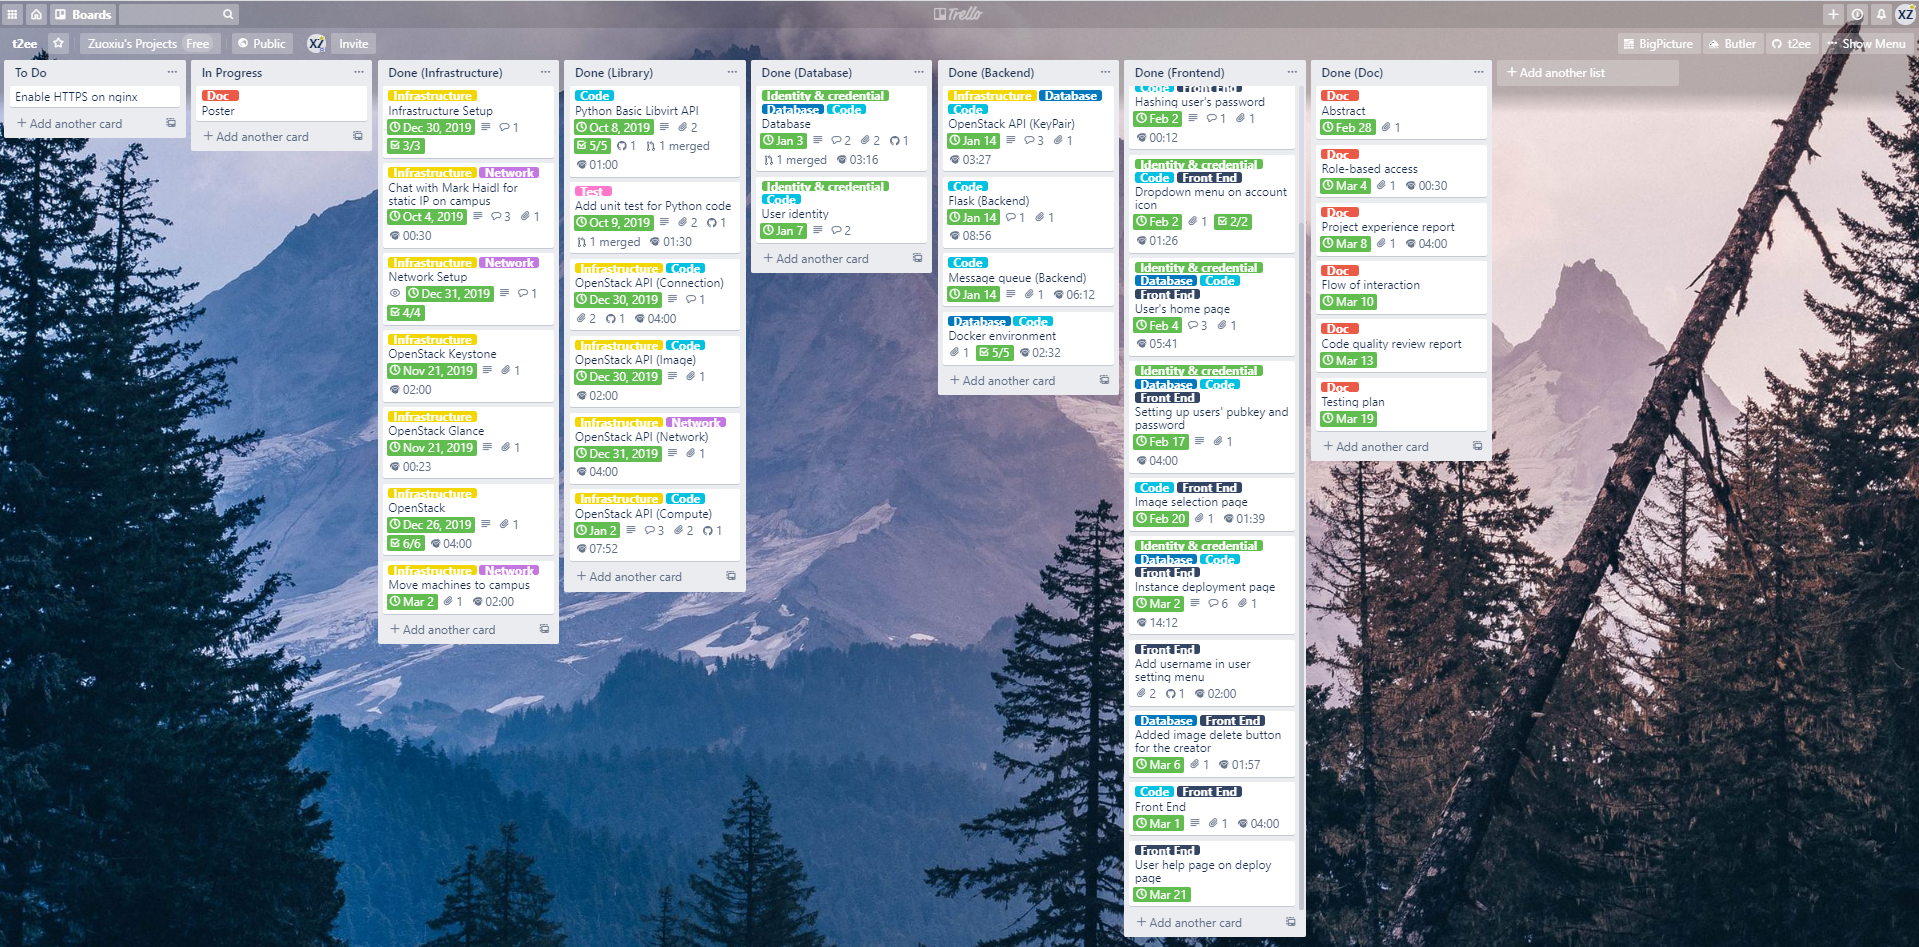 Boards
Trello
XZ
t2ee
Zuoxiu's Projects Free
Public
XZ
Invite
BigPicture
Butler
t2ee
Show Menu
To Do
Enable HTTPS on nginx
Add another card
In Progress
Doc
Poster
Add another card
Done (Infrastructure)
Infrastructure
Infrastructure Setup
Dec 30, 2019 1
3/3
Infrastructure Network
Chat with Mark Haidl for
static IP on campus
Oct 4, 2019 3 1
00:30
Infrastructure Network
Network Setup
Dec 31, 2019 1
4/4
Infrastructure
OpenStack Keystone
Nov 21, 2019 1
02:00
Infrastructure
OpenStack Glance
Nov 21, 2019 1
00:23
Infrastructure
OpenStack
Dec 26, 2019 1
6/6 04:00
Infrastructure Network
Move machines to campus
Mar 2 1 02:00
Add another card
Done (Library)
Code
Python Basic Libvirt API
Oct 8, 2019 2
5/5 1 1 merged
01:00
Test
Add unit test for Python code
Oct 9, 2019 2 1
1 merged 01:30
Infrastructure Code
OpenStack API (Connection)
Dec 30, 2019 1
2 1 04:00
Infrastructure Code
OpenStack API (Image)
Dec 30, 2019 1
02:00
Infrastructure Network
OpenStack API (Network)
Dec 31, 2019 1
04:00
Infrastructure Code
OpenStack API (Compute)
Jan 2 3 2 1
07:52
Add another card
Done (Database)
Identity & credential
Database Code
Database
Jan 3 2 2 1
1 merged 03:16
Identity & credential
Code
User identity
Jan 7 2
Add another card
Done (Backend)
Infrastructure Database
Code
OpenStack API (KeyPair)
Jan 14 3 1
03:27
Code
Flask (Backend)
Jan 14 1 1
08:56
Code
Message queue (Backend)
Jan 14 1 06:12
Database Code
Docker environment
1 5/5 02:32
Add another card
Done (Frontend)
Code Front End
Hashing user's password
Feb 2 1 1
00:12
Identity & credential
Code Front End
Dropdown menu on account
icon
Feb 2 1 2/2
01:26
Identity & credential
Database Code
Front End
User's home page
Feb 4 3 1
05:41
Identity & credential
Database Code
Front End
Setting up users' pubkey and
password
Feb 17 1
04:00
Code Front End
Image selection page
Feb 20 1 01:39
Identity & credential
Database Code
Front End
Instance deployment page
Mar 2 6 1
14:12
Front End
Add username in user
setting menu
2 1 02:00
Database Front End
Added image delete button
for the creator
Mar 6 1 01:57
Code Front End
Front End
Mar 1 1 04:00
Front End
User help page on deploy
page
Mar 21
Add another card
Done (Doc)
Doc
Abstract
Feb 28 1
Doc
Role-based access
Mar 4 1 00:30
Doc
Project experience report
Mar 8 1 04:00
Doc
Flow of interaction
Mar 10
Doc
Code quality review report
Mar 13
Doc
Testing plan
Mar 19
Add another card
Add another list